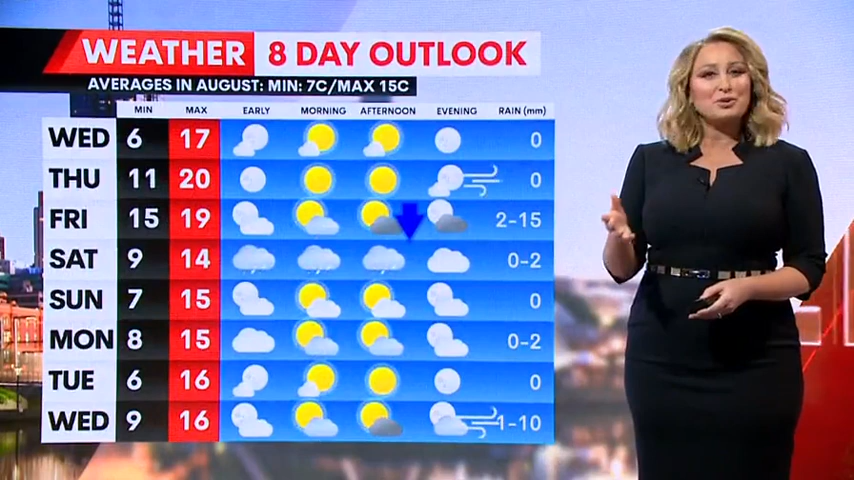 WEATHER 8 DAY OUTLOOK
AVERAGES IN AUGUST: MIN: 7C/MAX 15C
MIN MAX EARLY MORNING AFTERNOON EVENING RAIN (mm)
WED 6 17 0
THU 11 20 0
FRI 15 19 2-15
SAT 9 14 0-2
SUN 7 15 0
MON 8 15 0-2
TUE 6 16 0
WED 9 16 1-10